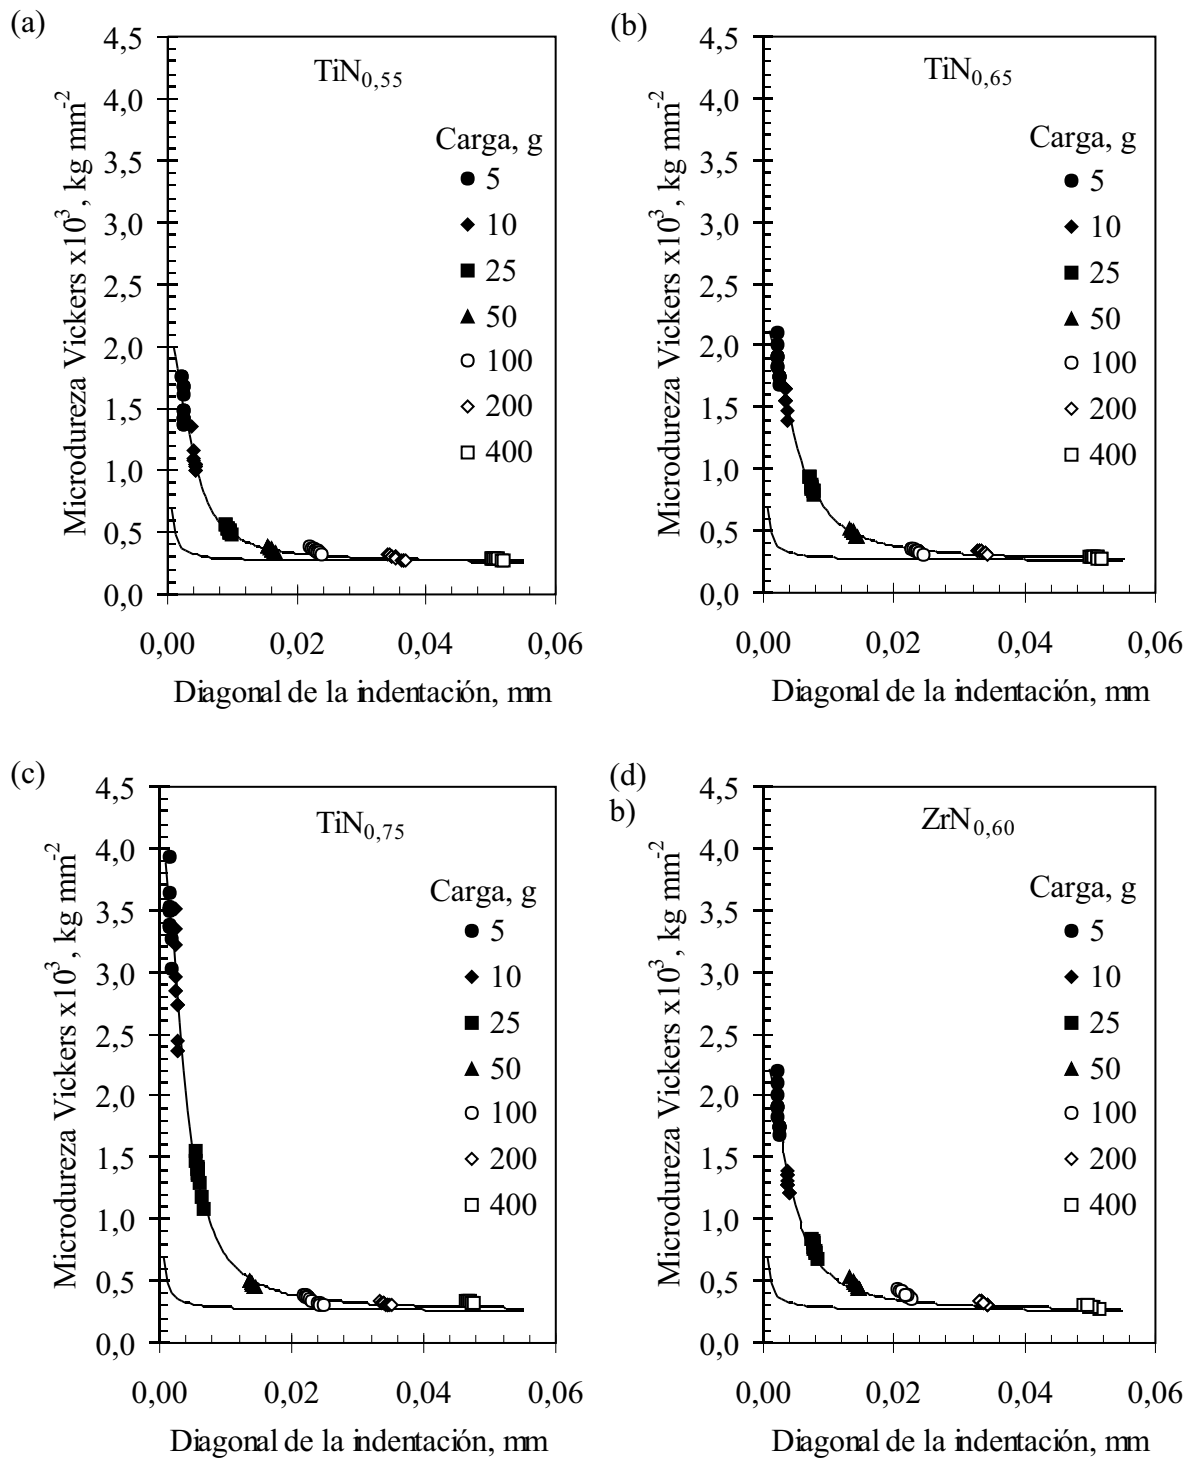 (a)
TiN0,55
Microdureza Vickers x10^3, kg mm^-2
4,5
4,0
3,5
3,0
2,5
2,0
1,5
1,0
0,5
0,0
Carga, g
5
10
25
50
100
200
400
0,00 0,02 0,04 0,06
Diagonal de la indentación, mm
(b)
TiN0,65
Microdureza Vickers x10^3, kg mm^-2
4,5
4,0
3,5
3,0
2,5
2,0
1,5
1,0
0,5
0,0
Carga, g
5
10
25
50
100
200
400
0,00 0,02 0,04 0,06
Diagonal de la indentación, mm
(c)
TiN0,75
Microdureza Vickers x10^3, kg mm^-2
4,5
4,0
3,5
3,0
2,5
2,0
1,5
1,0
0,5
0,0
Carga, g
5
10
25
50
100
200
400
0,00 0,02 0,04 0,06
Diagonal de la indentación, mm
(d)
b)
ZrN0,60
Microdureza Vickers x10^3, kg mm^-2
4,5
4,0
3,5
3,0
2,5
2,0
1,5
1,0
0,5
0,0
Carga, g
5
10
25
50
100
200
400
0,00 0,02 0,04 0,06
Diagonal de la indentación, mm